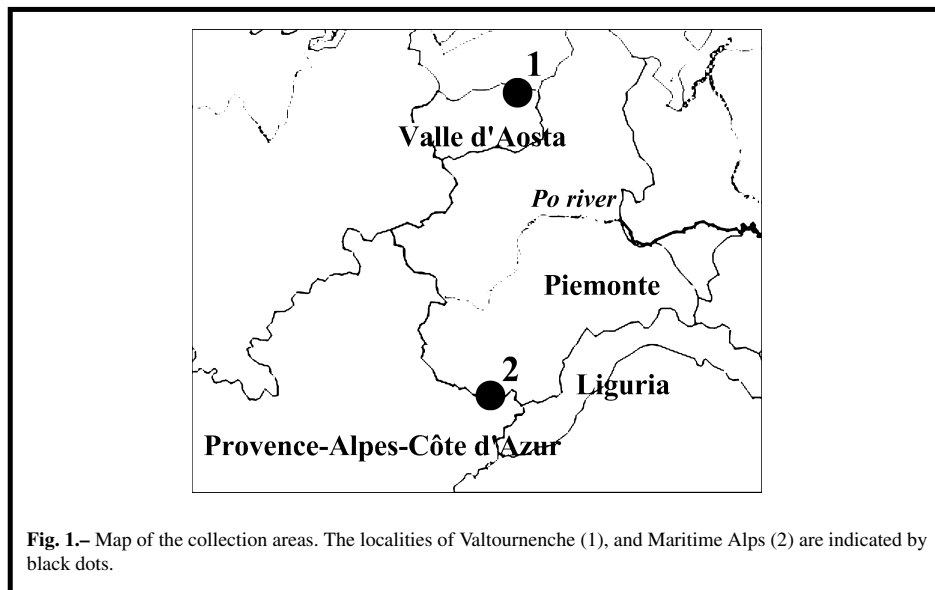 1
Valle d'Aosta
Po river
Piemonte
2
Liguria
Provence-Alpes-Côte d'Azur
Fig. 1.– Map of the collection areas. The localities of Valtournenche (1), and Maritime Alps (2) are indicated by
black dots.